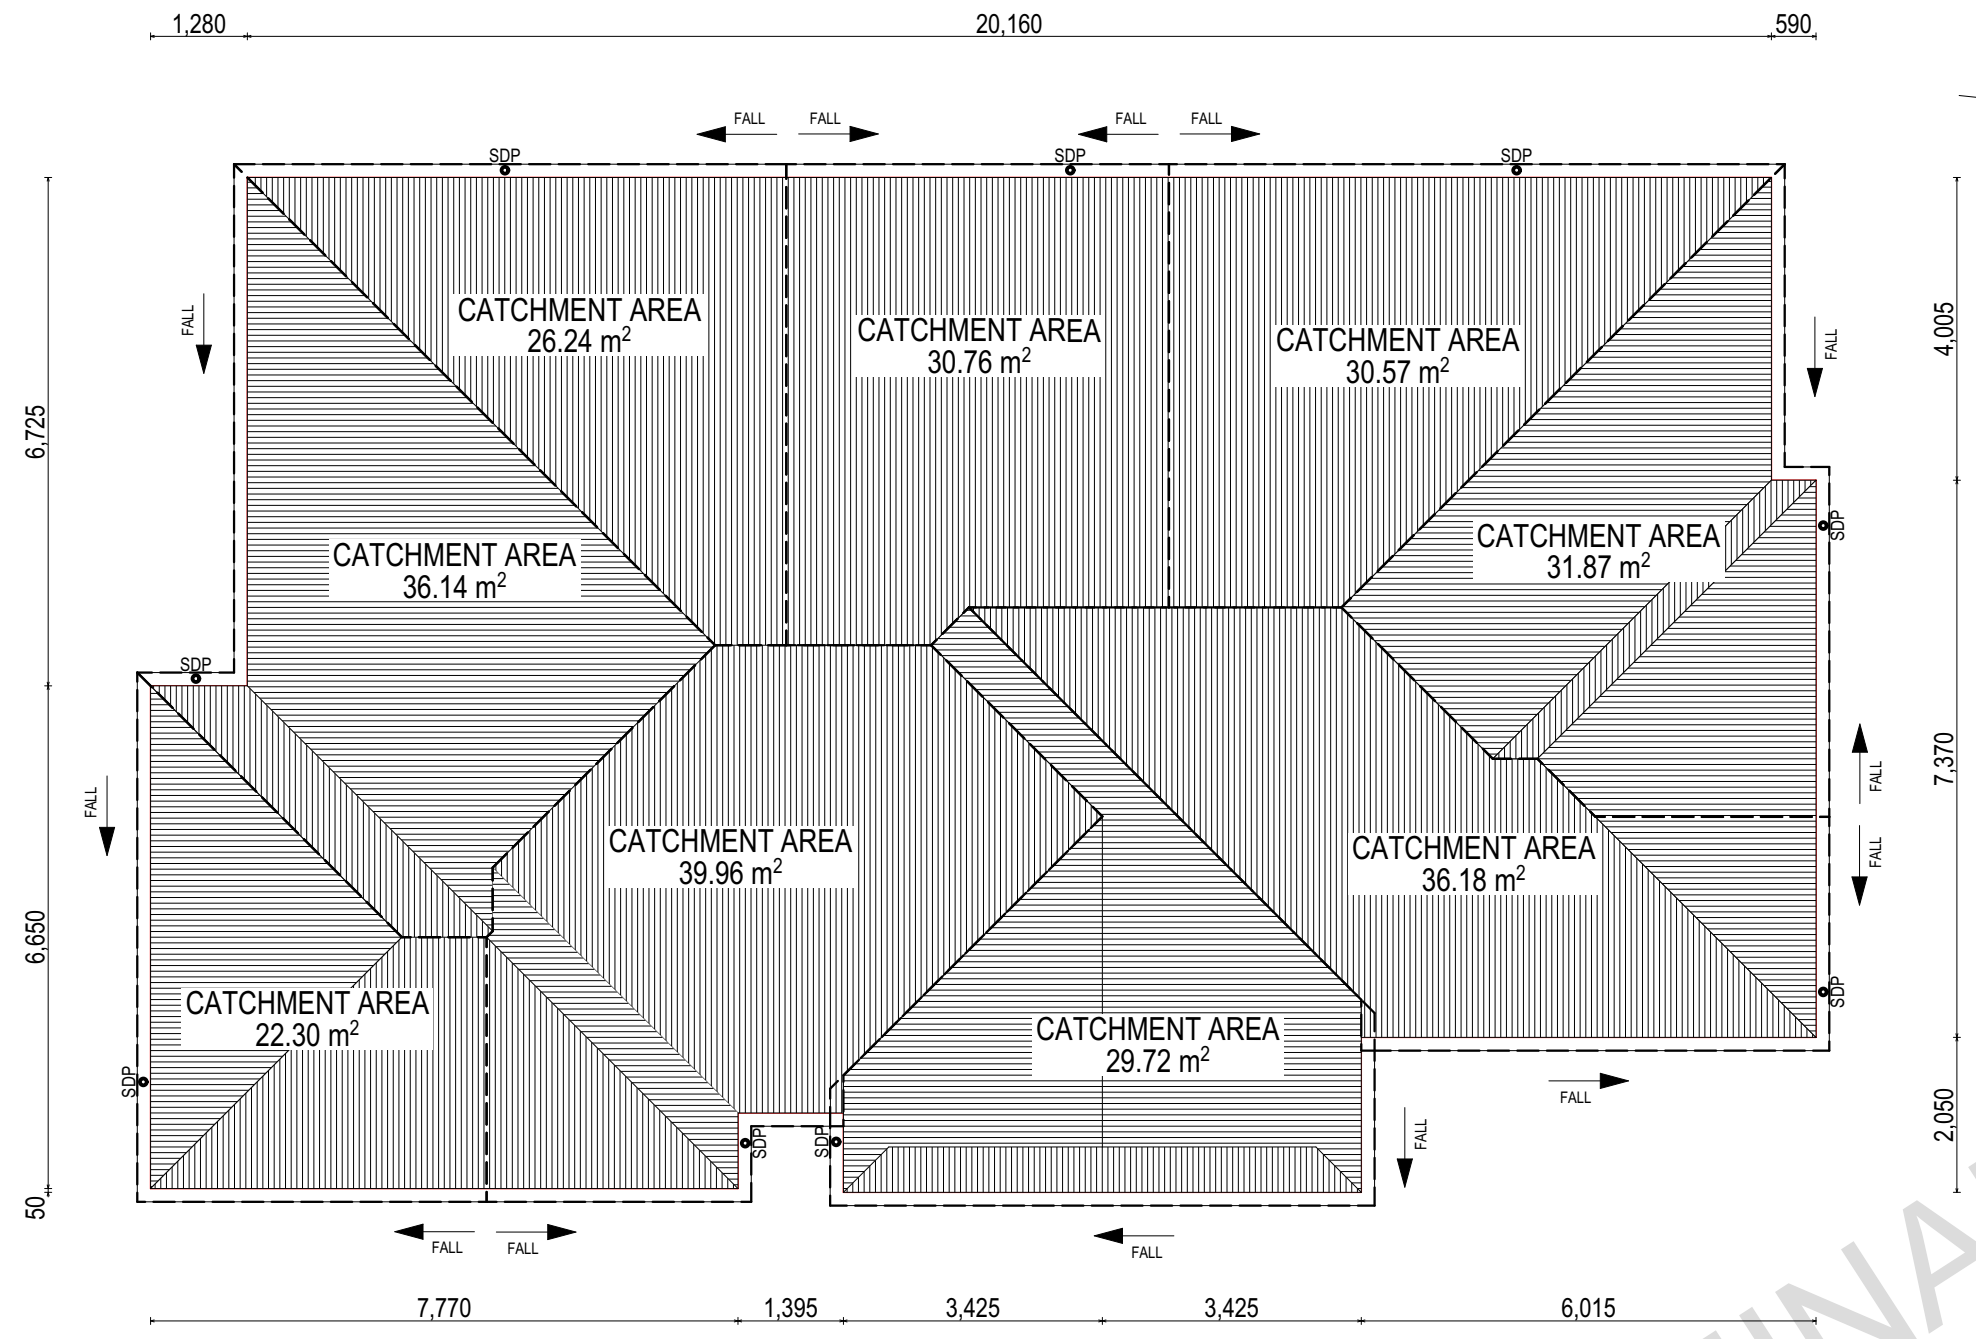 1,280
20,160
590
FALL
FALL
FALL
FALL
SDP
SDP
SDP
FALL
FALL
4,005
CATCHMENT AREA
26.24 m²
CATCHMENT AREA
30.76 m²
CATCHMENT AREA
30.57 m²
6,725
CATCHMENT AREA
36.14 m²
CATCHMENT AREA
31.87 m²
SDP
SDP
7,370
FALL
FALL
FALL
CATCHMENT AREA
39.96 m²
CATCHMENT AREA
36.18 m²
6,650
CATCHMENT AREA
22.30 m²
CATCHMENT AREA
29.72 m²
SDP
SDP
SDP
SDP
FALL
FALL
2,050
50
FALL
FALL
FALL
7,770
1,395
3,425
3,425
6,015